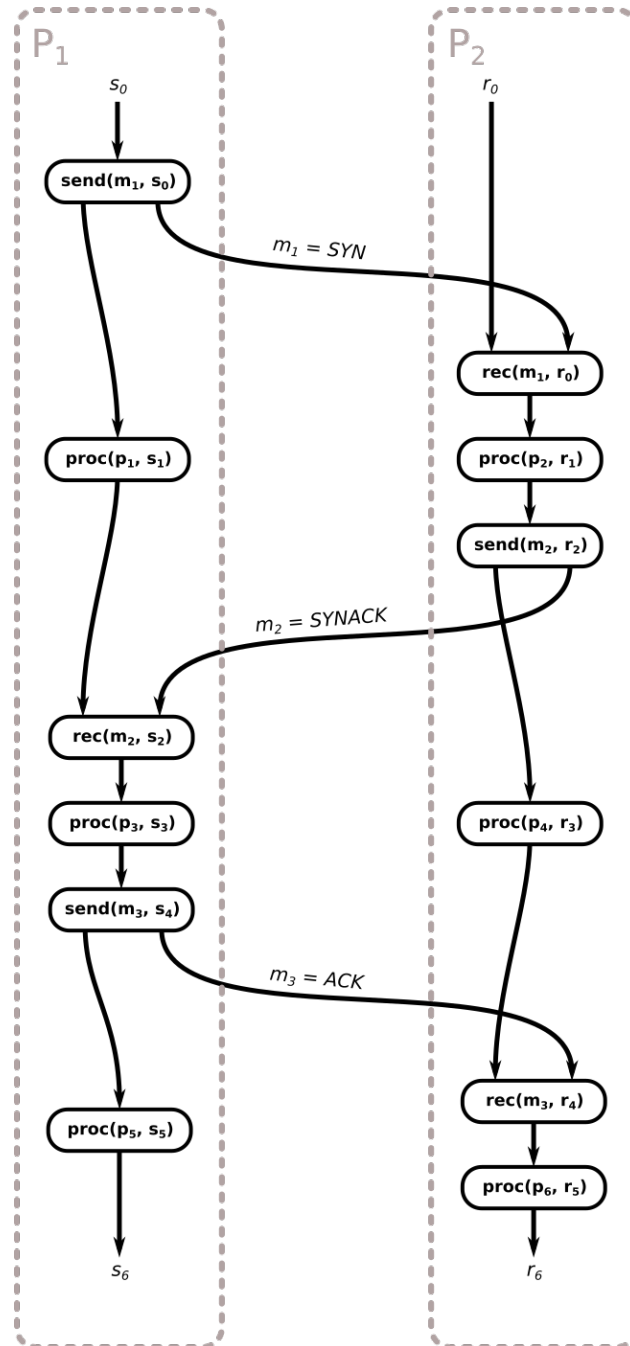 P₁
P₂
s₀
r₀
send(m₁, s₀)
m₁ = SYN
rec(m₁, r₀)
proc(p₁, s₁)
proc(p₂, r₁)
send(m₂, r₂)
m₂ = SYNACK
rec(m₂, s₂)
proc(p₃, s₃)
proc(p₄, r₃)
send(m₃, s₄)
m₃ = ACK
rec(m₃, r₄)
proc(p₅, s₅)
proc(p₆, r₅)
s₆
r₆